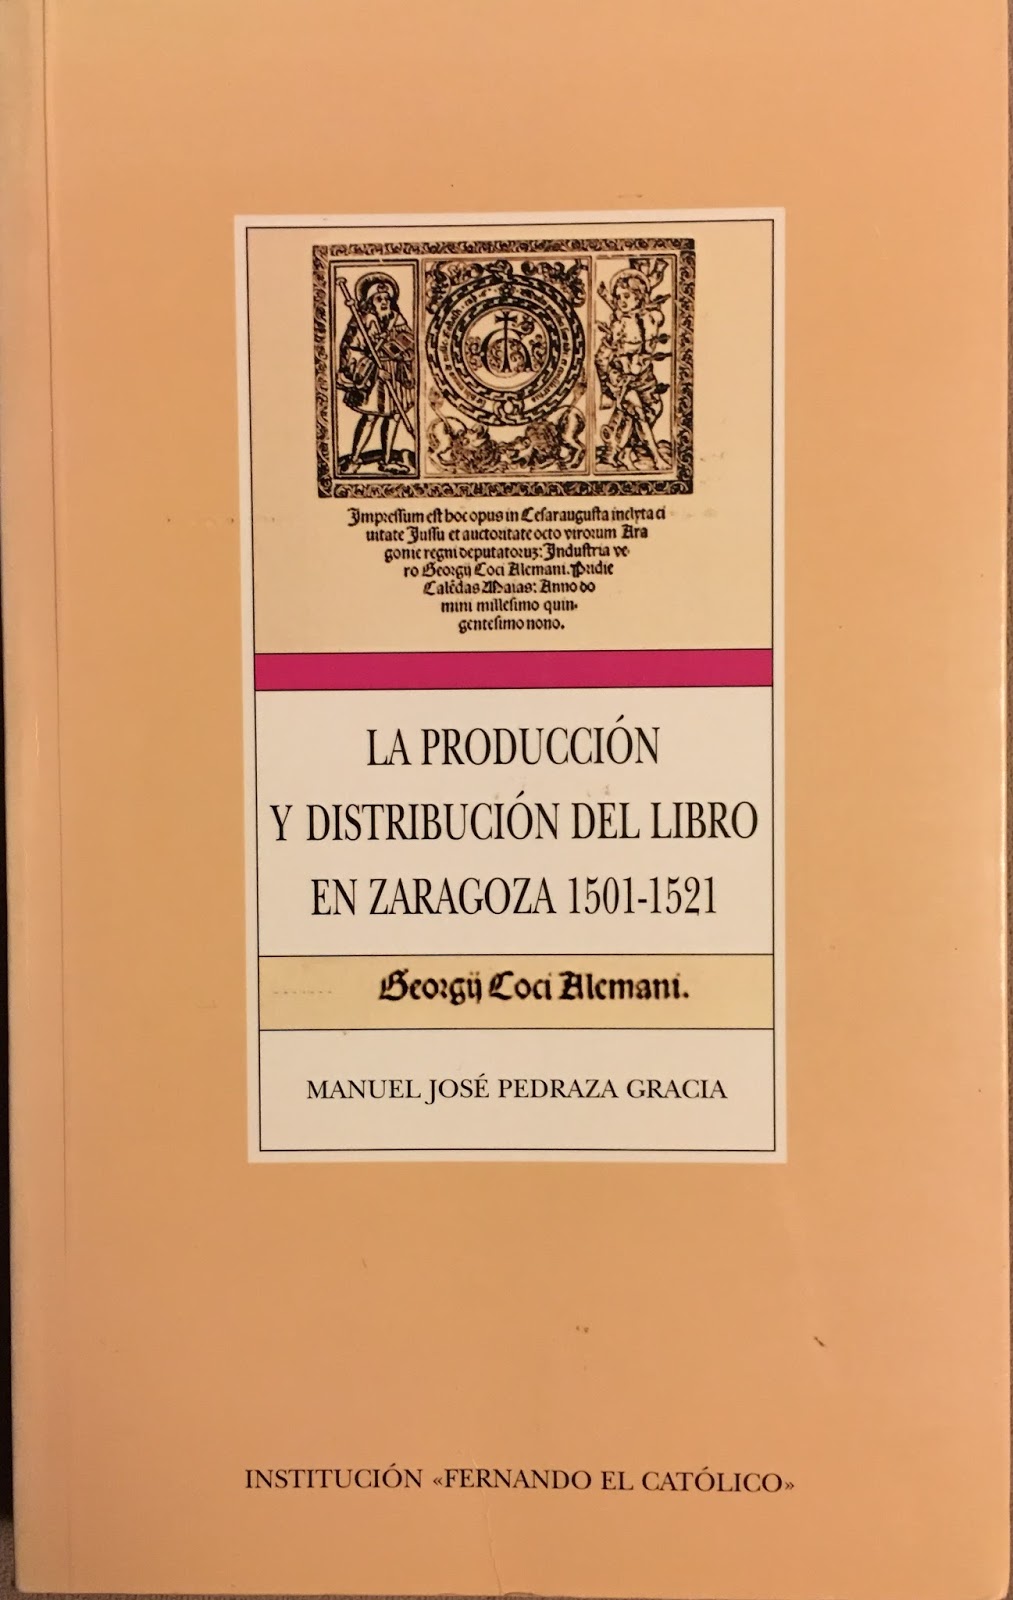 Impressum est hoc opus in Cesaraugusta inclyta ci
uitate Jussu et auctoritate octo virorum Ara
gonie regni deputatoruz: Industria ve-
ro Georgij Coci Alemani. Pridie
Calēdas Maias: Anno do
mini millesimo quin-
gentesimo nono.
LA PRODUCCIÓN
Y DISTRIBUCIÓN DEL LIBRO
EN ZARAGOZA 1501-1521
Georgij Coci Alemani.
MANUEL JOSÉ PEDRAZA GRACIA
INSTITUCIÓN «FERNANDO EL CATÓLICO»